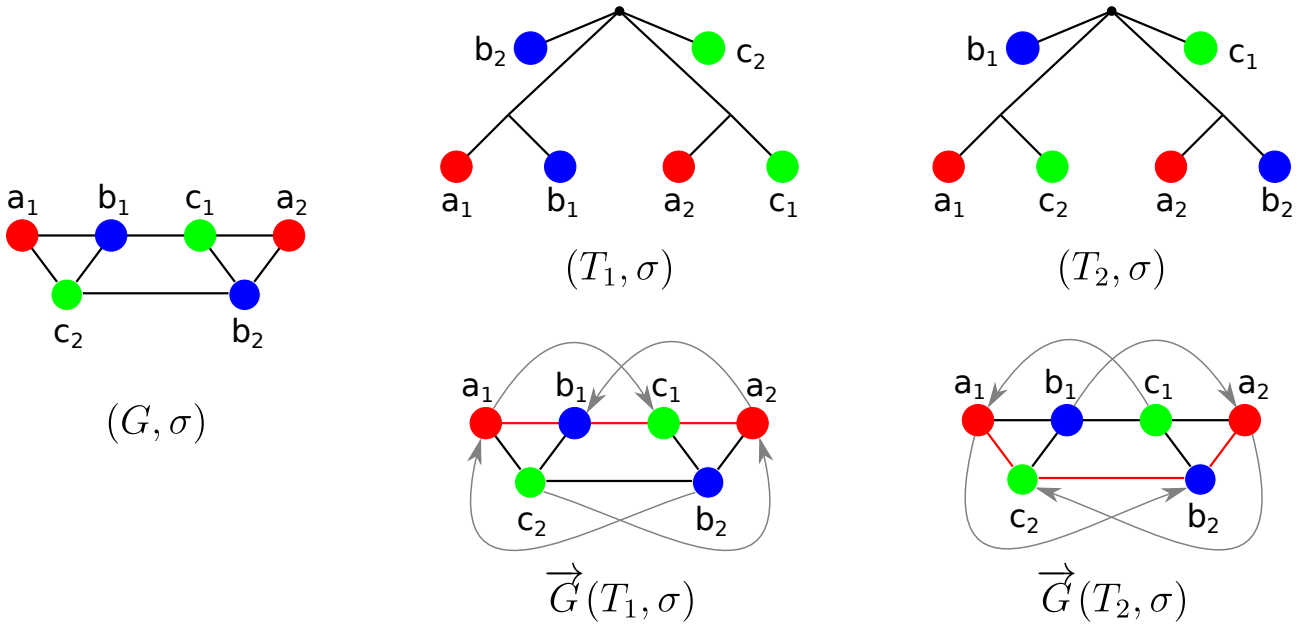 a₁ b₁ c₁ a₂
c₂ b₂
(G, σ)
b₂ c₂
a₁ b₁ a₂ c₁
(T₁, σ)
b₁ c₁
a₁ c₂ a₂ b₂
(T₂, σ)
a₁ b₁ c₁ a₂
c₂ b₂
G⃗(T₁, σ)
a₁ b₁ c₁ a₂
c₂ b₂
G⃗(T₂, σ)